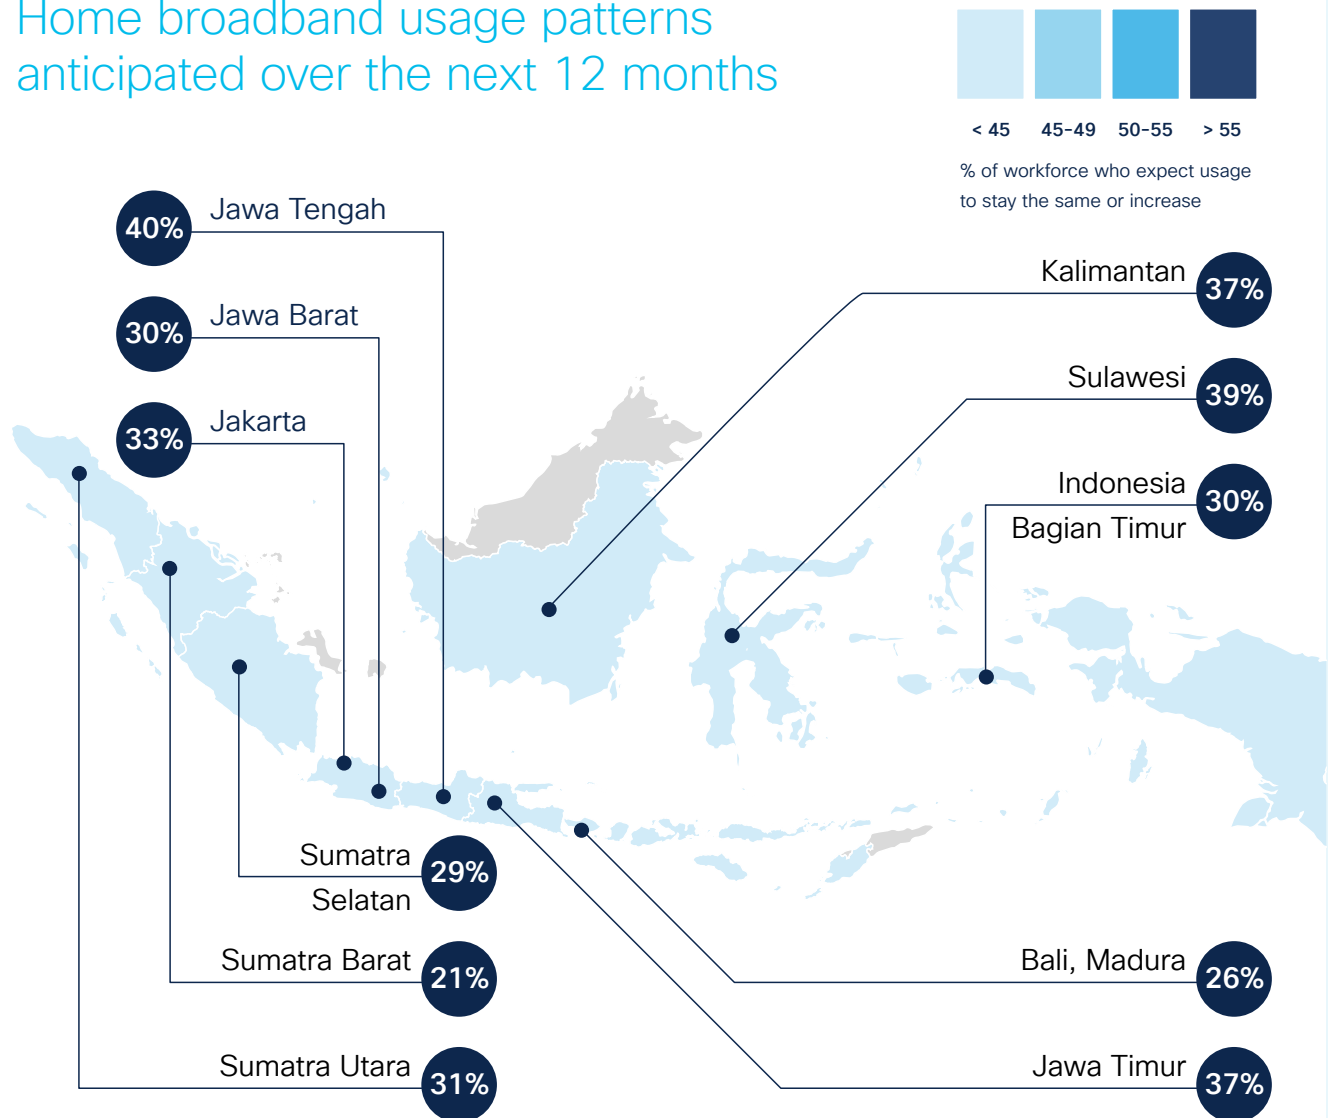 Home broadband usage patterns
anticipated over the next 12 months
< 45
45-49
50-55
> 55
% of workforce who expect usage
to stay the same or increase
40%
Jawa Tengah
30%
Jawa Barat
33%
Jakarta
Kalimantan
37%
Sulawesi
39%
Indonesia
Bagian Timur
30%
Sumatra
Selatan
29%
Sumatra Barat
21%
Sumatra Utara
31%
Bali, Madura
26%
Jawa Timur
37%